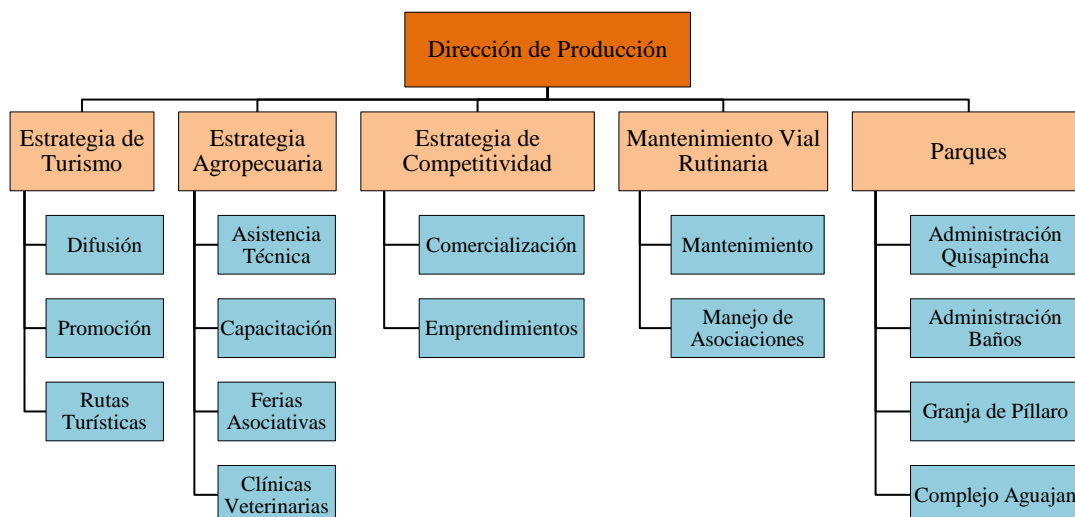 Dirección de Producción
Estrategia de
Turismo
Difusión
Promoción
Rutas
Turísticas
Estrategia
Agropecuaria
Asistencia
Técnica
Capacitación
Ferias
Asociativas
Clínicas
Veterinarias
Estrategia de
Competitividad
Comercialización
Emprendimientos
Mantenimiento Vial
Rutinaria
Mantenimiento
Manejo de
Asociaciones
Parques
Administración
Quisapincha
Administración
Baños
Granja de Píllaro
Complejo Aguajan